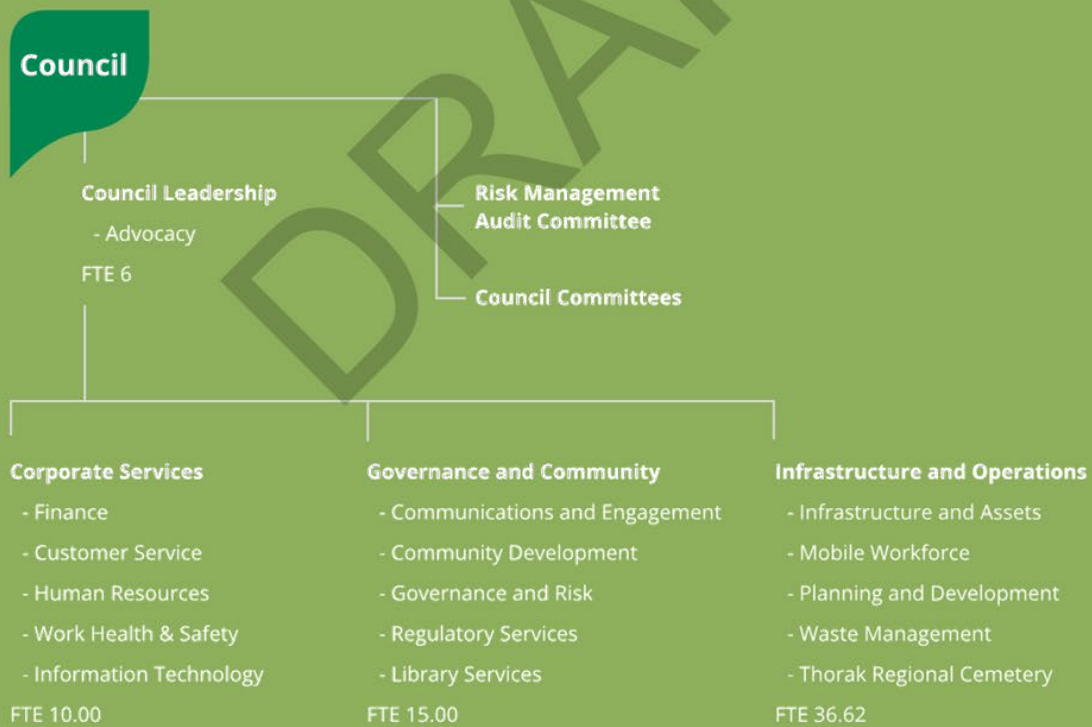 Council
Council Leadership
- Advocacy
FTE 6
Risk Management
Audit Committee
Council Committees
Corporate Services
- Finance
- Customer Service
- Human Resources
- Work Health & Safety
- Information Technology
FTE 10.00
Governance and Community
- Communications and Engagement
- Community Development
- Governance and Risk
- Regulatory Services
- Library Services
FTE 15.00
Infrastructure and Operations
- Infrastructure and Assets
- Mobile Workforce
- Planning and Development
- Waste Management
- Thorak Regional Cemetery
FTE 36.62